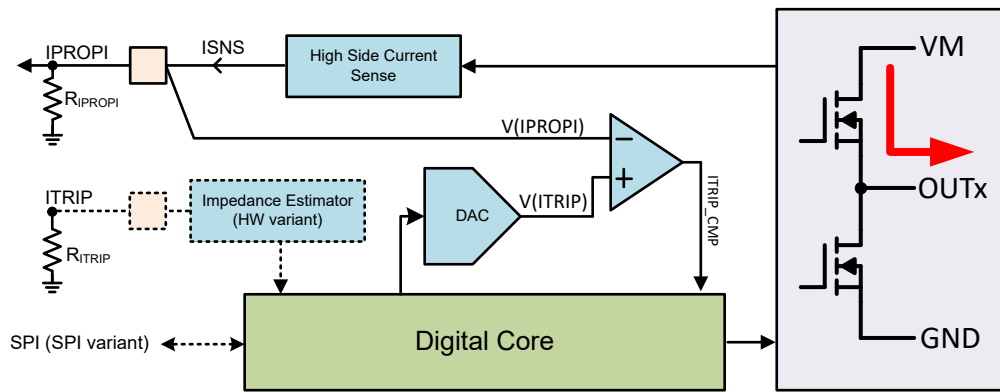 IPROPI
ISNS
High Side Current
Sense
VM
RIPROPI
V(IPROPI)
−
+
ITRIP
Impedance Estimator
(HW variant)
DAC
V(ITRIP)
ITRIP_CMP
OUTx
RITRIP
SPI (SPI variant)
Digital Core
GND